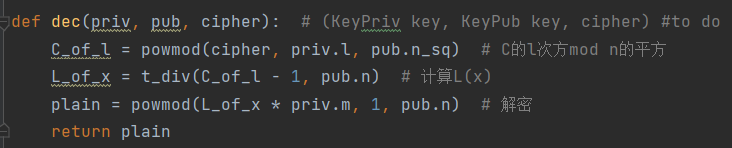 def dec(priv, pub, cipher):  # (KeyPriv key, KeyPub key, cipher) #to do
    C_of_l = powmod(cipher, priv.l, pub.n_sq)  # C的l次方mod n的平方
    L_of_x = t_div(C_of_l - 1, pub.n)  # 计算L(x)
    plain = powmod(L_of_x * priv.m, 1, pub.n)  # 解密
    return plain